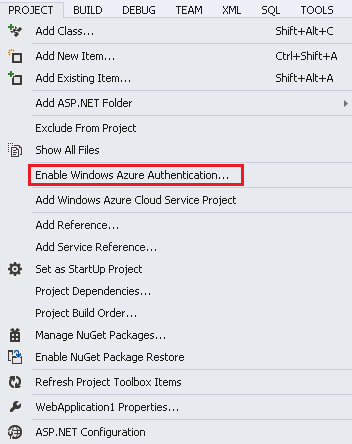 PROJECT BUILD DEBUG TEAM XML SQL TOOLS
Add Class... Shift+Alt+C
Add New Item... Ctrl+Shift+A
Add Existing Item... Shift+Alt+A
Add ASP.NET Folder
Exclude From Project
Show All Files
Enable Windows Azure Authentication...
Add Windows Azure Cloud Service Project
Add Reference...
Add Service Reference...
Set as StartUp Project
Project Dependencies...
Project Build Order...
Manage NuGet Packages...
Enable NuGet Package Restore
Refresh Project Toolbox Items
WebApplication1 Properties...
ASP.NET Configuration